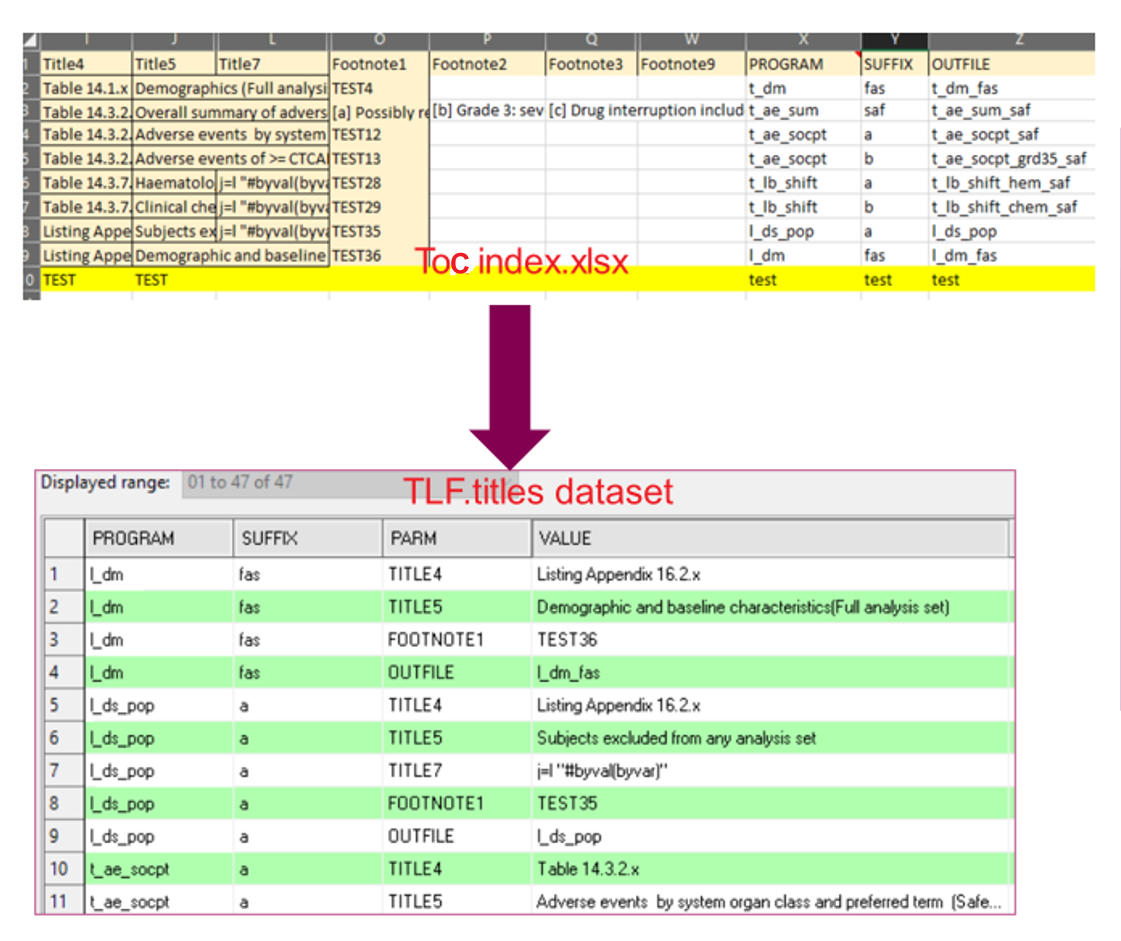 I J L O P Q W X Y Z
1 Title4 Title5 Title7 Footnote1 Footnote2 Footnote3 Footnote9 PROGRAM SUFFIX OUTFILE
2 Table 14.1.x Demographics (Full analysi TEST4 t_dm fas t_dm_fas
3 Table 14.3.2. Overall summary of advers [a] Possibly re [b] Grade 3: sev [c] Drug interruption includ t_ae_sum saf t_ae_sum_saf
4 Table 14.3.2. Adverse events by system TEST12 t_ae_socpt a t_ae_socpt_saf
5 Table 14.3.2. Adverse events of >= CTCAI TEST13 t_ae_socpt b t_ae_socpt_grd35_saf
6 Table 14.3.7. Haematolo j=l "#byval(byva TEST28 t_lb_shift a t_lb_shift_hem_saf
7 Table 14.3.7. Clinical che j=l "#byval(byva TEST29 t_lb_shift b t_lb_shift_chem_saf
8 Listing Appe Subjects ex j=l "#byval(byva TEST35 l_ds_pop a l_ds_pop
9 Listing Appe Demographic and baseline TEST36 l_dm fas l_dm_fas
Toc index.xlsx
0 TEST TEST test test test
Displayed range: 01 to 47 of 47
TLF.titles dataset
PROGRAM SUFFIX PARM VALUE
1 l_dm fas TITLE4 Listing Appendix 16.2.x
2 l_dm fas TITLE5 Demographic and baseline characteristics(Full analysis set)
3 l_dm fas FOOTNOTE1 TEST36
4 l_dm fas OUTFILE l_dm_fas
5 l_ds_pop a TITLE4 Listing Appendix 16.2.x
6 l_ds_pop a TITLE5 Subjects excluded from any analysis set
7 l_ds_pop a TITLE7 j=l "#byval(byvar)"
8 l_ds_pop a FOOTNOTE1 TEST35
9 l_ds_pop a OUTFILE l_ds_pop
10 t_ae_socpt a TITLE4 Table 14.3.2.x
11 t_ae_socpt a TITLE5 Adverse events by system organ class and preferred term (Safe...